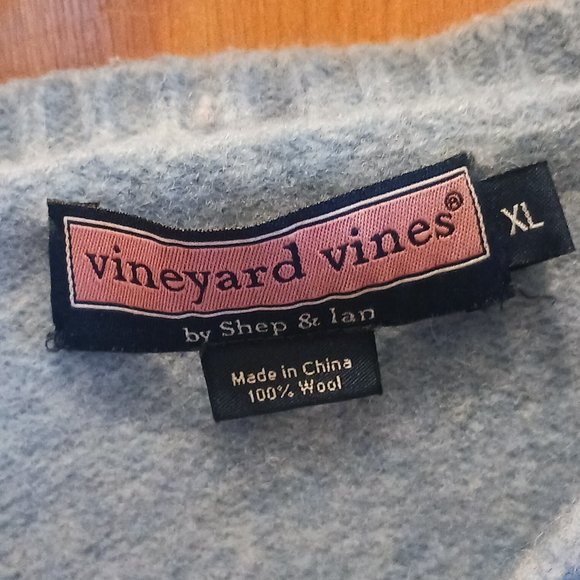 vineyard vines®
XL
by Shep & Ian
Made in China
100% Wool